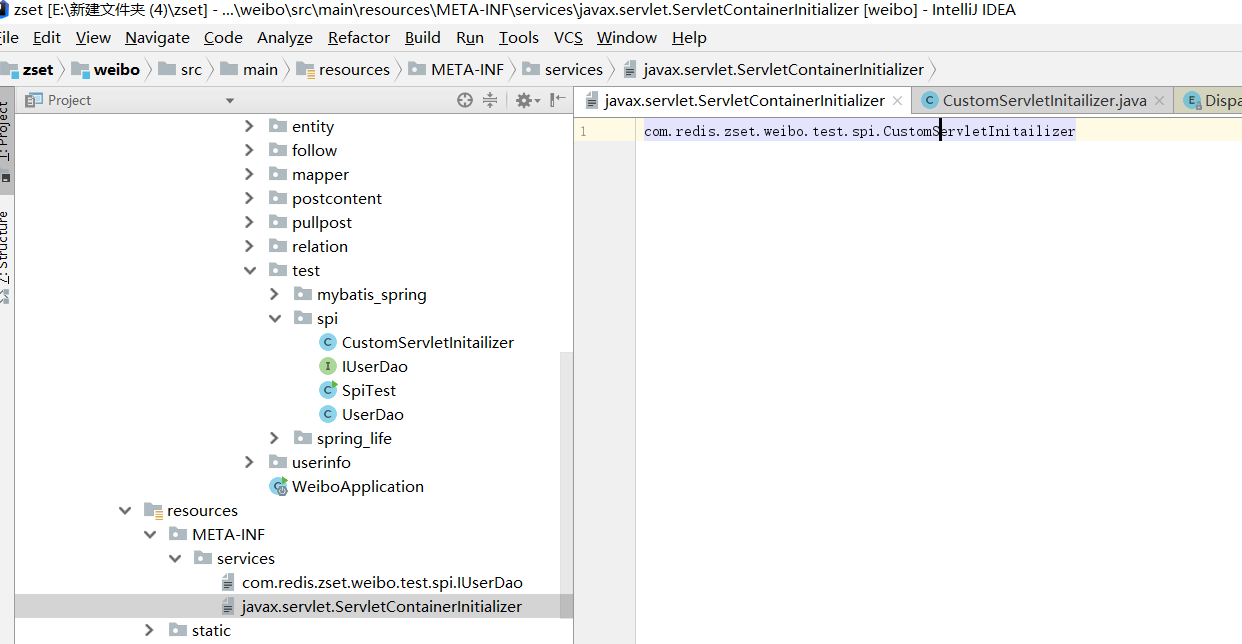 zset [E:\新建文件夹 (4)\zset] - ...\weibo\src\main\resources\META-INF\services\javax.servlet.ServletContainerInitializer [weibo] - IntelliJ IDEA
File Edit View Navigate Code Analyze Refactor Build Run Tools VCS Window Help
zset weibo src main resources META-INF services javax.servlet.ServletContainerInitializer
1: Project
7: Structure
Project
entity
follow
mapper
postcontent
pullpost
relation
test
mybatis_spring
spi
CustomServletInitailizer
IUserDao
SpiTest
UserDao
spring_life
userinfo
WeiboApplication
resources
META-INF
services
com.redis.zset.weibo.test.spi.IUserDao
javax.servlet.ServletContainerInitializer
static
javax.servlet.ServletContainerInitializer CustomServletInitailizer.java Dispa
1 com.redis.zset.weibo.test.spi.CustomServletInitailizer